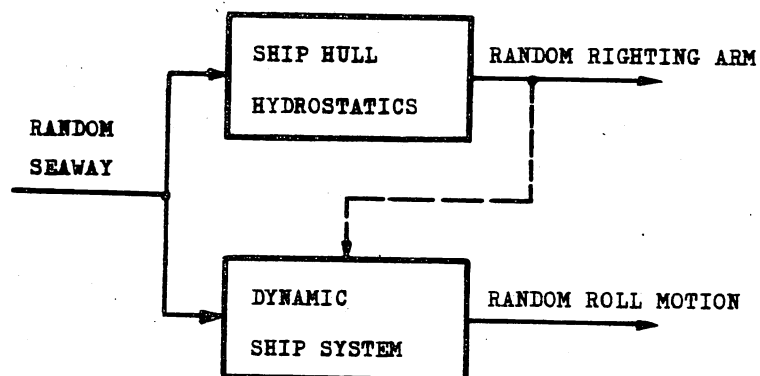 SHIP HULL
HYDROSTATICS
RANDOM RIGHTING ARM
RANDOM
SEAWAY
DYNAMIC
SHIP SYSTEM
RANDOM ROLL MOTION